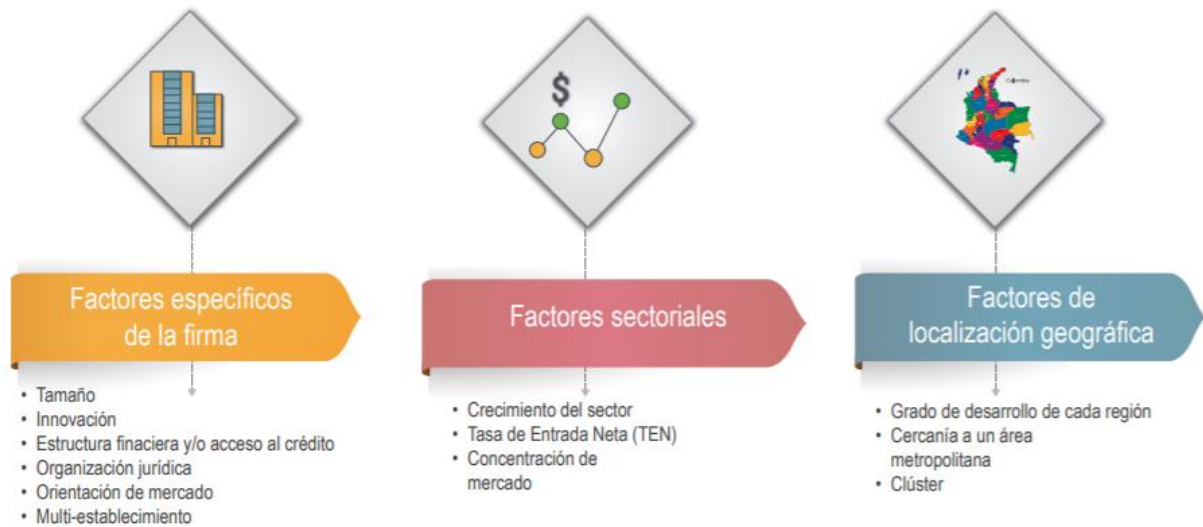 $
Colombia
Factores específicos
de la firma
• Tamaño
• Innovación
• Estructura finaciera y/o acceso al crédito
• Organización jurídica
• Orientación de mercado
• Multi-establecimiento
Factores sectoriales
• Crecimiento del sector
• Tasa de Entrada Neta (TEN)
• Concentración de
mercado
Factores de
localización geográfica
• Grado de desarrollo de cada región
• Cercanía a un área
metropolitana
• Clúster